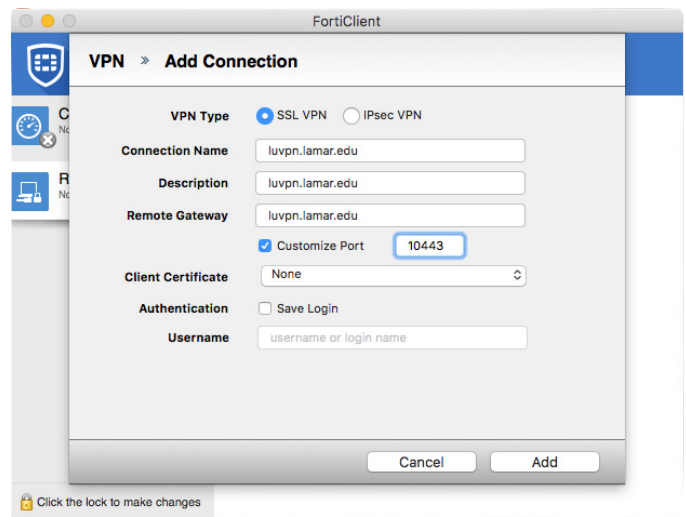 FortiClient
VPN » Add Connection
VPN Type SSL VPN IPsec VPN
Connection Name luvpn.lamar.edu
Description luvpn.lamar.edu
Remote Gateway luvpn.lamar.edu
Customize Port 10443
Client Certificate None
Authentication Save Login
Username username or login name
Cancel Add
Click the lock to make changes